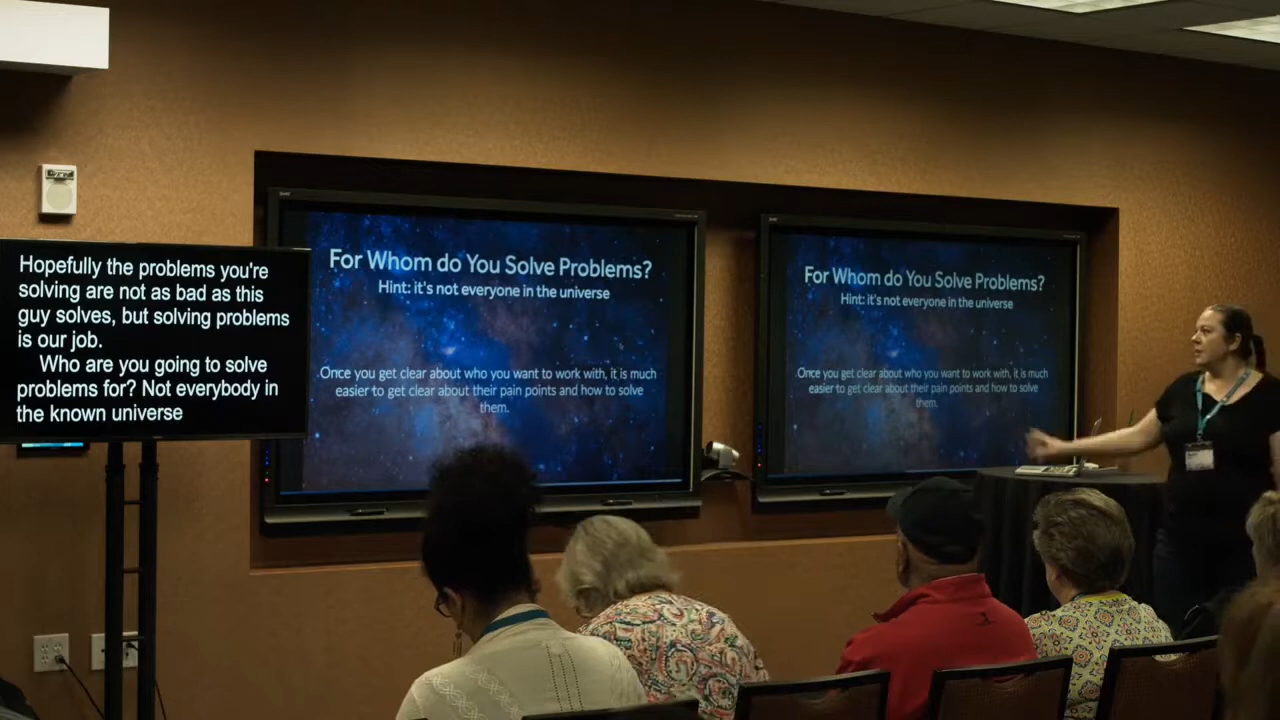 Hopefully the problems you're
solving are not as bad as this
guy solves, but solving problems
is our job.
Who are you going to solve
problems for? Not everybody in
the known universe
For Whom do You Solve Problems?
Hint: it's not everyone in the universe
Once you get clear about who you want to work with, it is much
easier to get clear about their pain points and how to solve
them.
For Whom do You Solve Problems?
Hint: it's not everyone in the universe
Once you get clear about who you want to work with, it is much
easier to get clear about their pain points and how to solve
them.